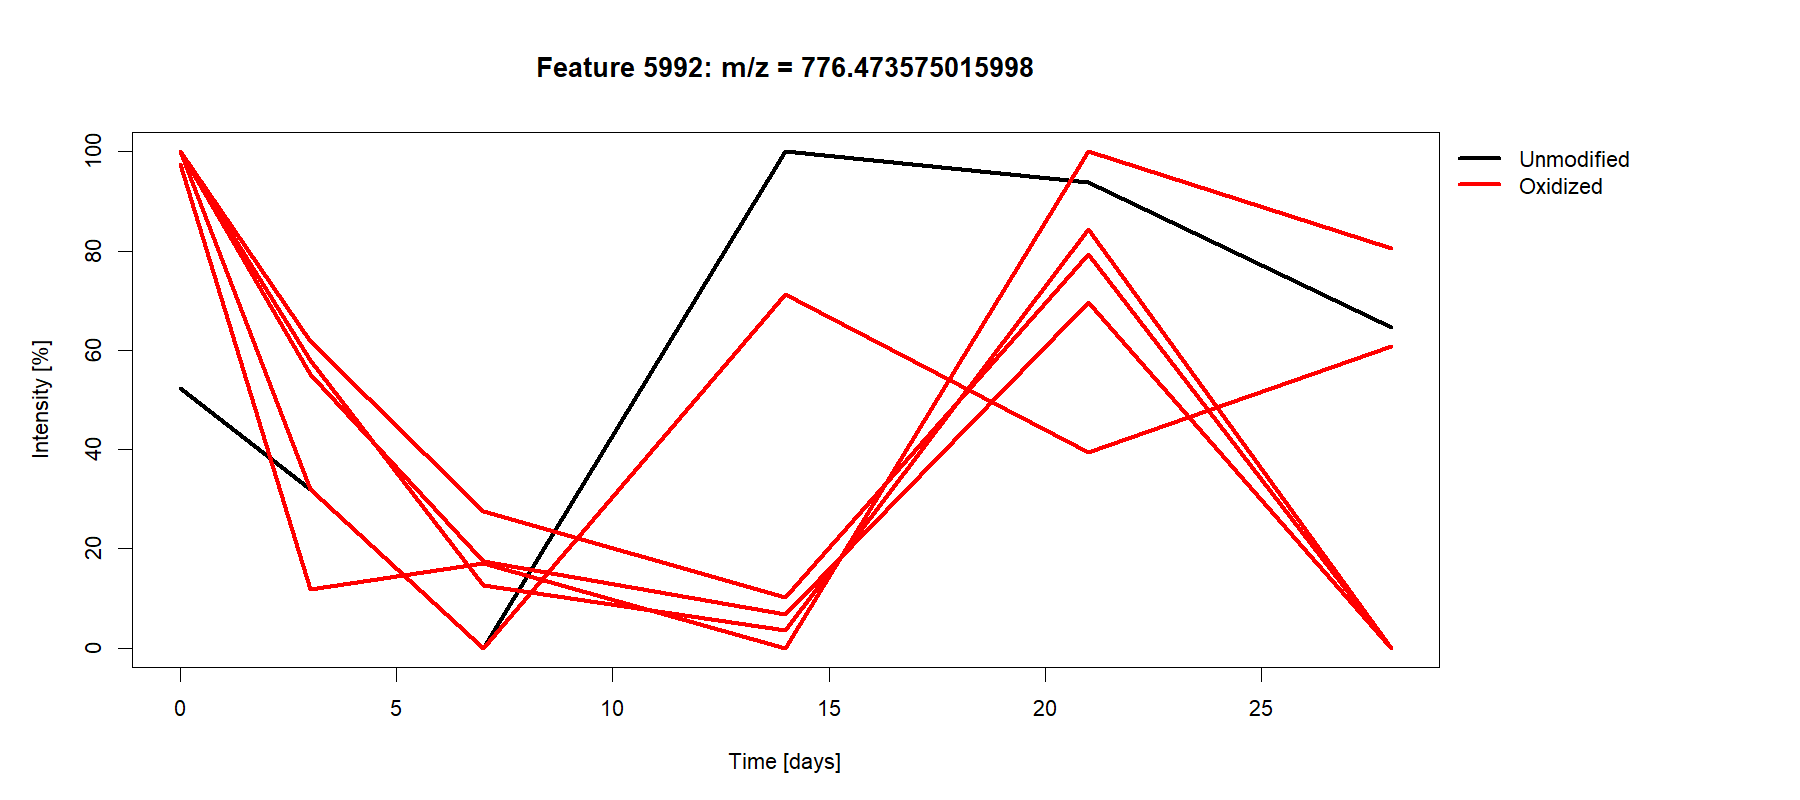 Feature 5992: m/z = 776.473575015998
Unmodified
Oxidized
Intensity [%]
100
80
60
40
20
0
0 5 10 15 20 25
Time [days]